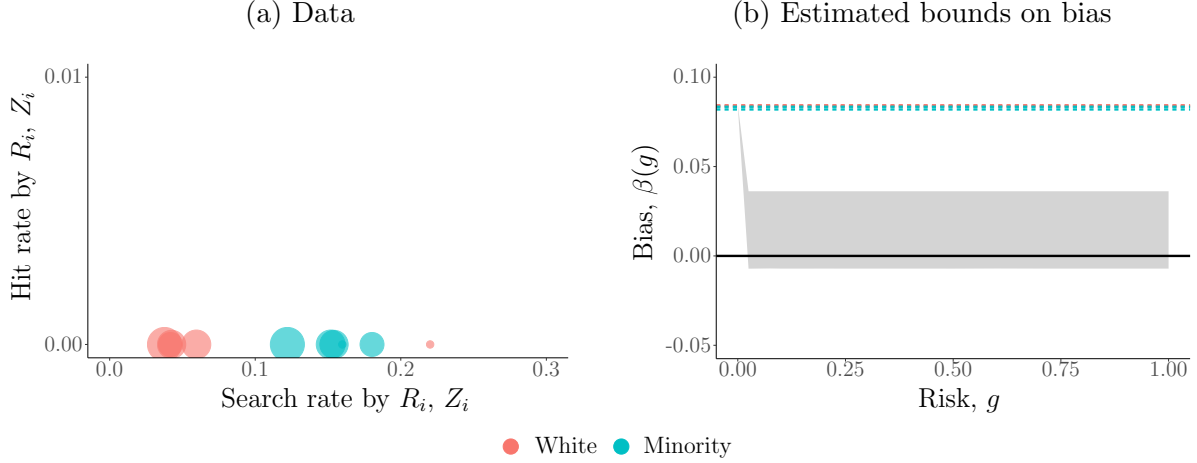 (a) Data
Hit rate by R_i, Z_i
0.01
0.00
0.0 0.1 0.2 0.3
Search rate by R_i, Z_i
(b) Estimated bounds on bias
Bias, β(g)
0.10
0.05
0.00
-0.05
0.00 0.25 0.50 0.75 1.00
Risk, g
White Minority